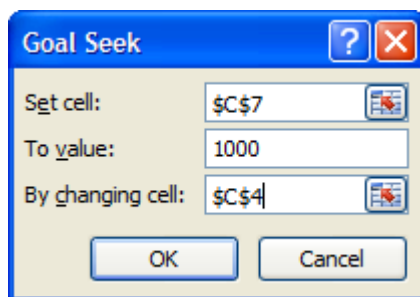 Goal Seek ?
Set cell: $C$7
To value: 1000
By changing cell: $C$4
OK Cancel